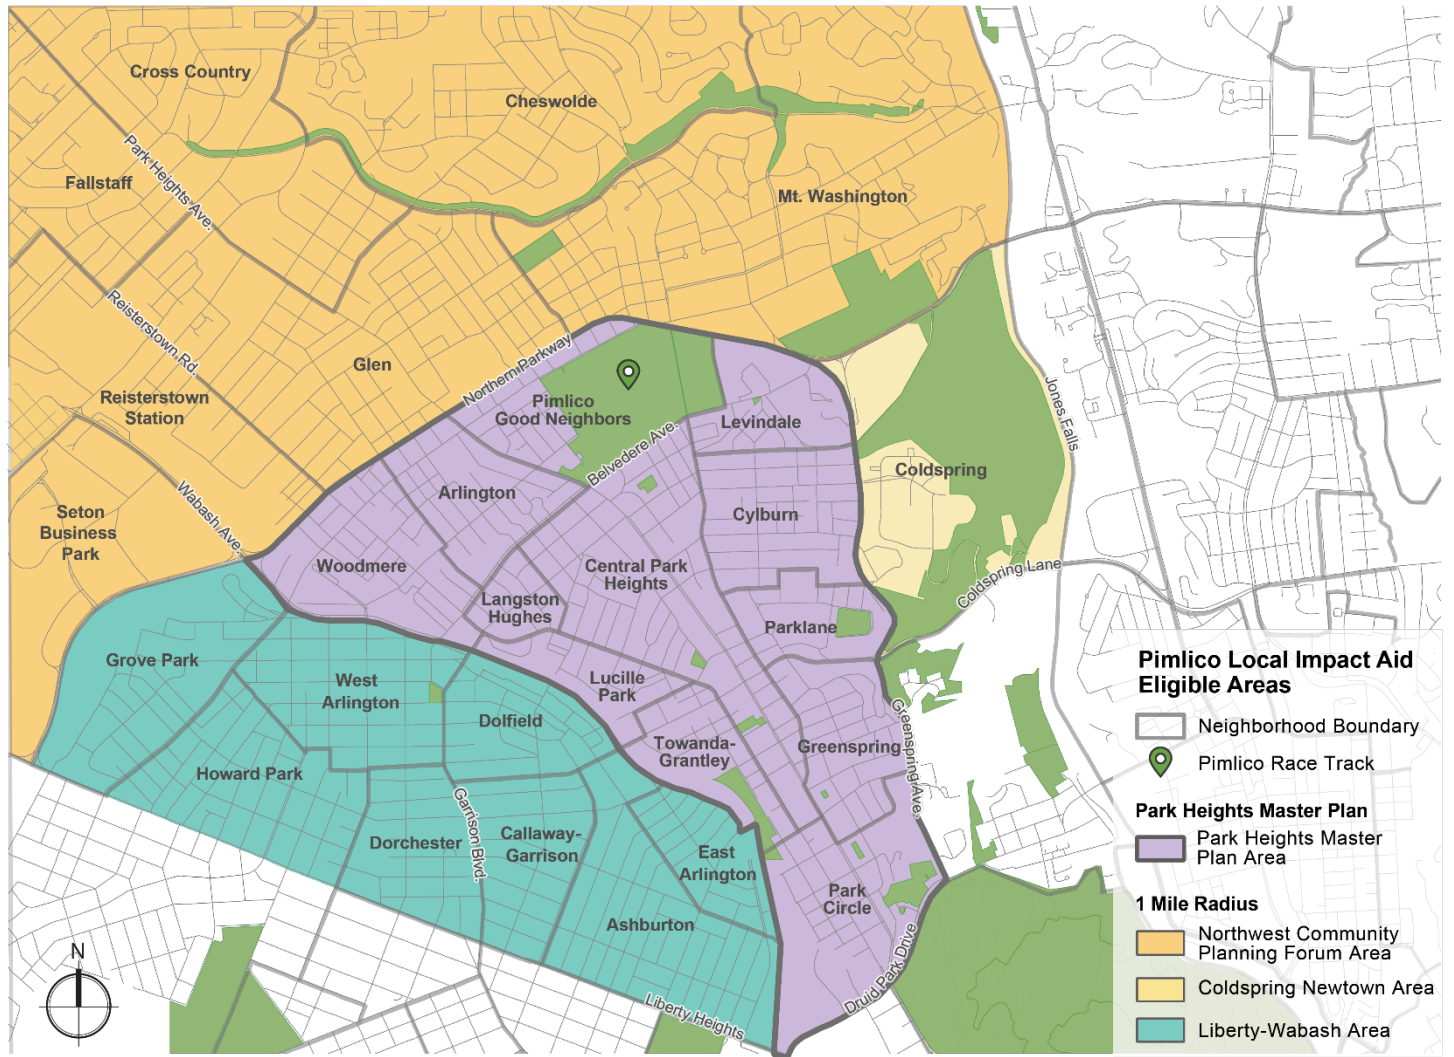 Cross Country
Cheswolde
Park Heights Ave.
Fallstaff
Mt. Washington
Reisterstown Rd.
Glen
Northern Parkway
Reisterstown
Station
Pimlico
Good Neighbors
Belvedere Ave.
Levindale
Jones Falls
Wabash Ave.
Seton
Business
Park
Arlington
Coldspring
Cylburn
Woodmere
Central Park
Heights
Langston
Hughes
Coldspring Lane
Parklane
Grove Park
West
Arlington
Lucille
Park
Dolfield
Towanda-
Grantley
Greenspring
Greenspring Ave.
Howard Park
Garrison Blvd.
Dorchester
Callaway-
Garrison
East
Arlington
Park
Circle
Ashburton
Druid Park Drive
Liberty Heights
N
Pimlico Local Impact Aid
Eligible Areas
Neighborhood Boundary
Pimlico Race Track
Park Heights Master Plan
Park Heights Master
Plan Area
1 Mile Radius
Northwest Community
Planning Forum Area
Coldspring Newtown Area
Liberty-Wabash Area